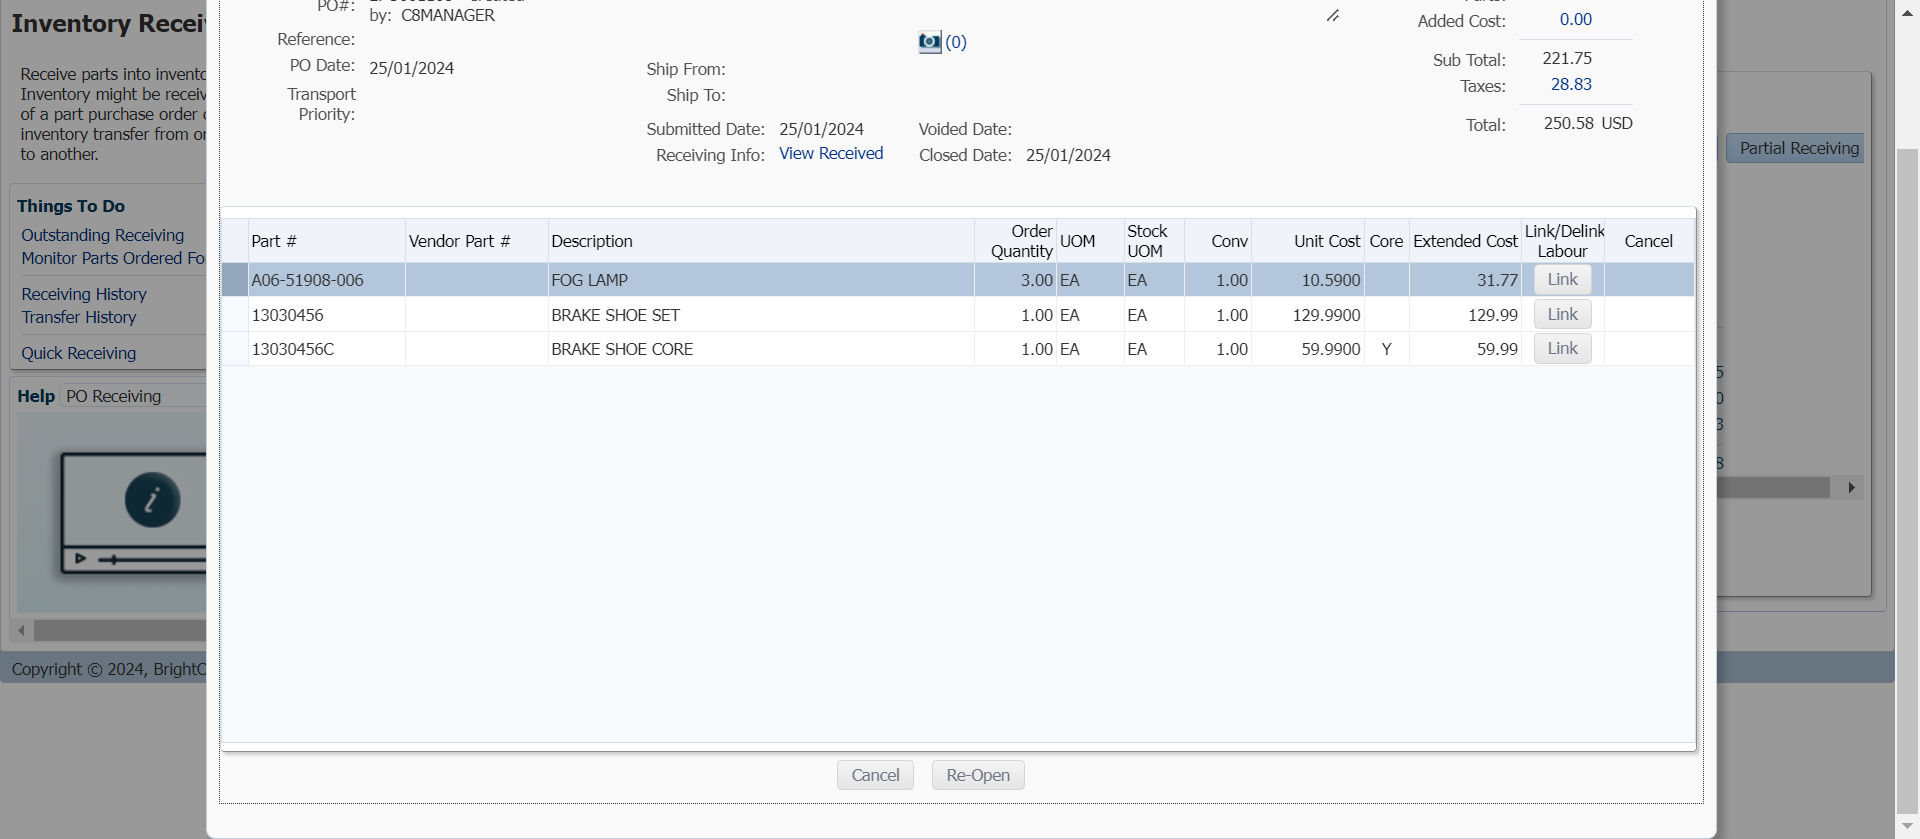 Inventory Recei
Receive parts into invento
Inventory might be receiv
of a part purchase order
inventory transfer from or
to another.
Things To Do
Outstanding Receiving
Monitor Parts Ordered Fo
Receiving History
Transfer History
Quick Receiving
Help PO Receiving
Copyright © 2024, BrightO
PO#:
by: C8MANAGER
Reference:
PO Date: 25/01/2024
Transport
Priority:
(0)
Ship From:
Ship To:
Submitted Date: 25/01/2024 Voided Date:
Receiving Info: View Received Closed Date: 25/01/2024
Added Cost: 0.00
Sub Total: 221.75
Taxes: 28.83
Total: 250.58 USD
Partial Receiving
Part # Vendor Part # Description Order Quantity UOM Stock UOM Conv Unit Cost Core Extended Cost Link/Delink Labour Cancel
A06-51908-006 FOG LAMP 3.00 EA EA 1.00 10.5900 31.77 Link
13030456 BRAKE SHOE SET 1.00 EA EA 1.00 129.9900 129.99 Link
13030456C BRAKE SHOE CORE 1.00 EA EA 1.00 59.9900 Y 59.99 Link
5
0
3
8
Cancel Re-Open